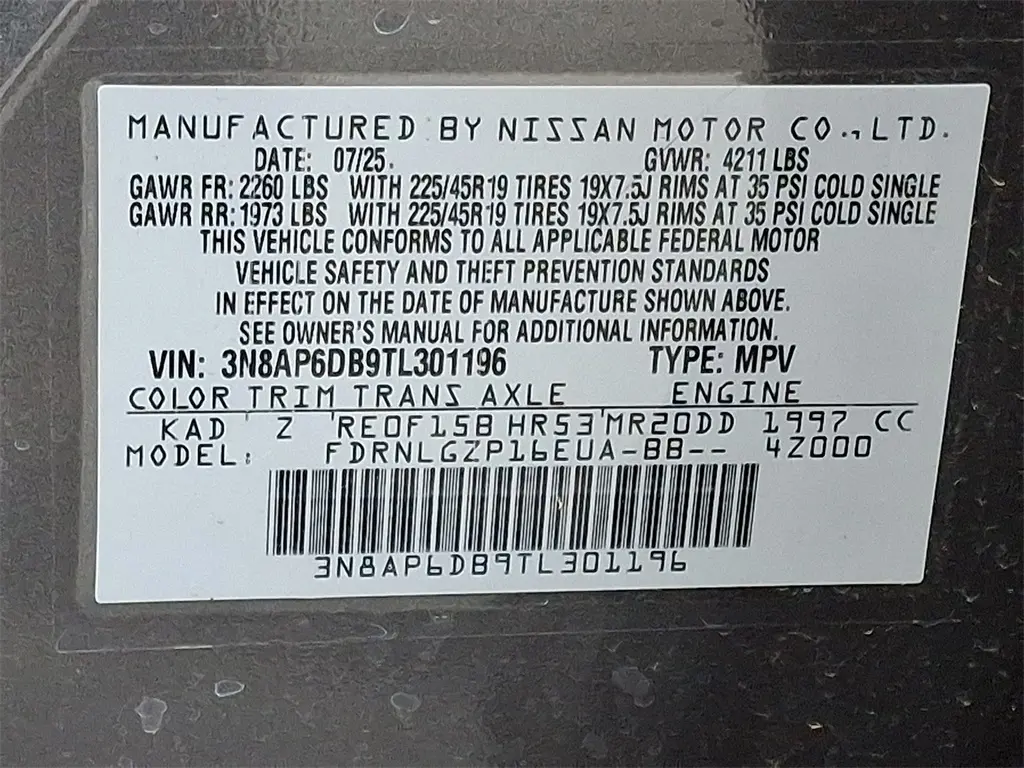 MANUFACTURED BY NISSAN MOTOR CO.,LTD.
DATE: 07/25. GVWR: 4211 LBS
GAWR FR: 2260 LBS WITH 225/45R19 TIRES 19X7.5J RIMS AT 35 PSI COLD SINGLE
GAWR RR: 1973 LBS WITH 225/45R19 TIRES 19X7.5J RIMS AT 35 PSI COLD SINGLE
THIS VEHICLE CONFORMS TO ALL APPLICABLE FEDERAL MOTOR
VEHICLE SAFETY AND THEFT PREVENTION STANDARDS
IN EFFECT ON THE DATE OF MANUFACTURE SHOWN ABOVE.
SEE OWNER'S MANUAL FOR ADDITIONAL INFORMATION.
VIN: 3N8AP6DB9TL301196 TYPE: MPV
COLOR TRIM TRANS AXLE ENGINE
KAD Z RE0F15B HR53 MR20DD 1997 CC
MODEL: FDRNLGZP16EUA-BB-- 42000
3N8AP6DB9TL301196